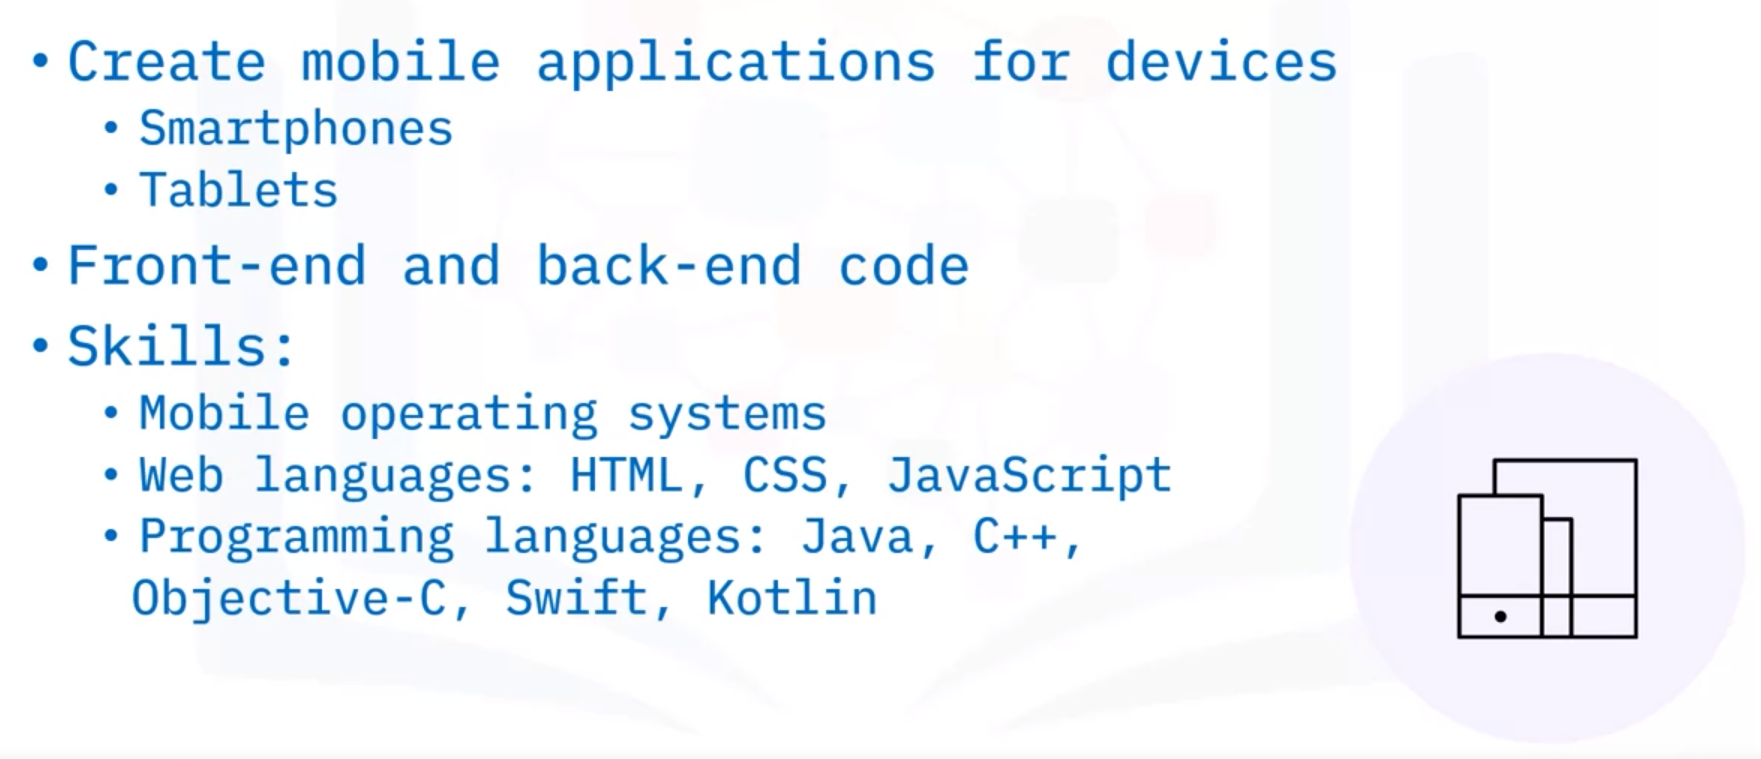 • Create mobile applications for devices
• Smartphones
• Tablets
• Front-end and back-end code
• Skills:
• Mobile operating systems
• Web languages: HTML, CSS, JavaScript
• Programming languages: Java, C++,
Objective-C, Swift, Kotlin